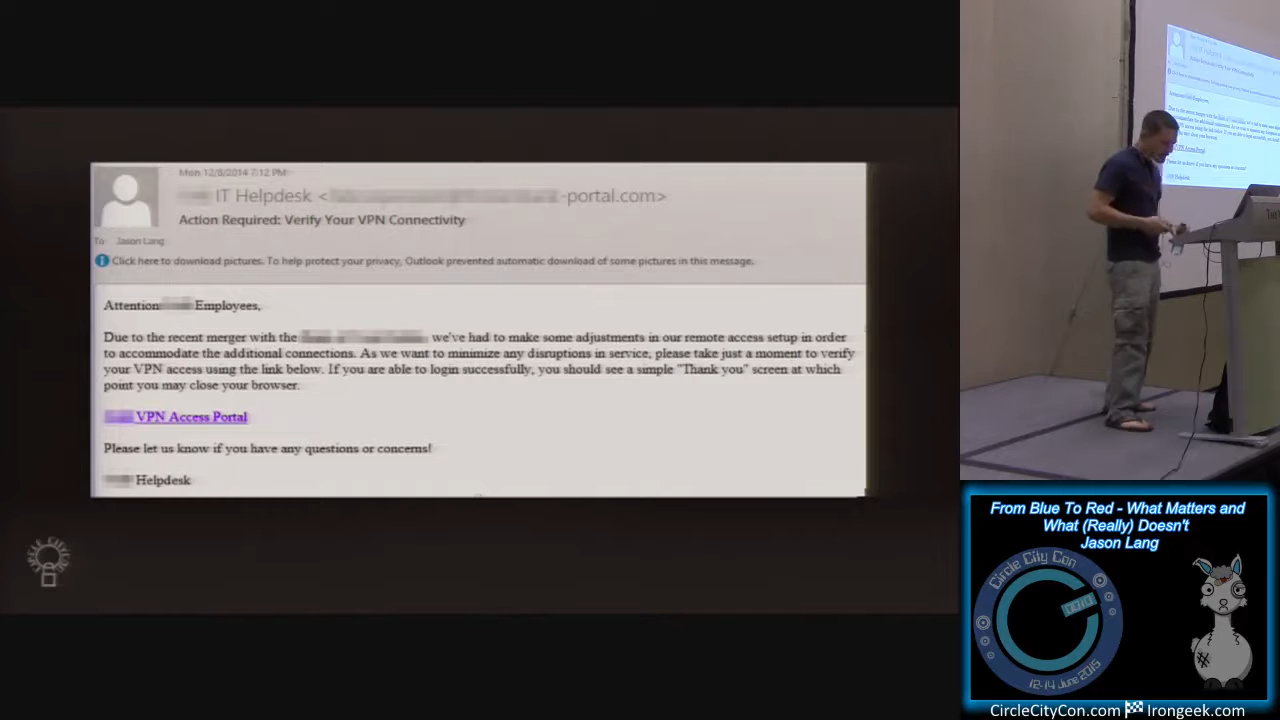 Mon 12/8/2014 7:12 PM
IT Helpdesk < -portal.com>
Action Required: Verify Your VPN Connectivity
To: Jason Lang
Click here to download pictures. To help protect your privacy, Outlook prevented automatic download of some pictures in this message.
Attention Employees,
Due to the recent merger with the we've had to make some adjustments in our remote access setup in order
to accommodate the additional connections. As we want to minimize any disruptions in service, please take just a moment to verify
your VPN access using the link below. If you are able to login successfully, you should see a simple "Thank you" screen at which
point you may close your browser.
VPN Access Portal
Please let us know if you have any questions or concerns!
Helpdesk
From Blue To Red - What Matters and
What (Really) Doesn't
Jason Lang
Circle City Con
12-14 June 2015
CircleCityCon.com Irongeek.com